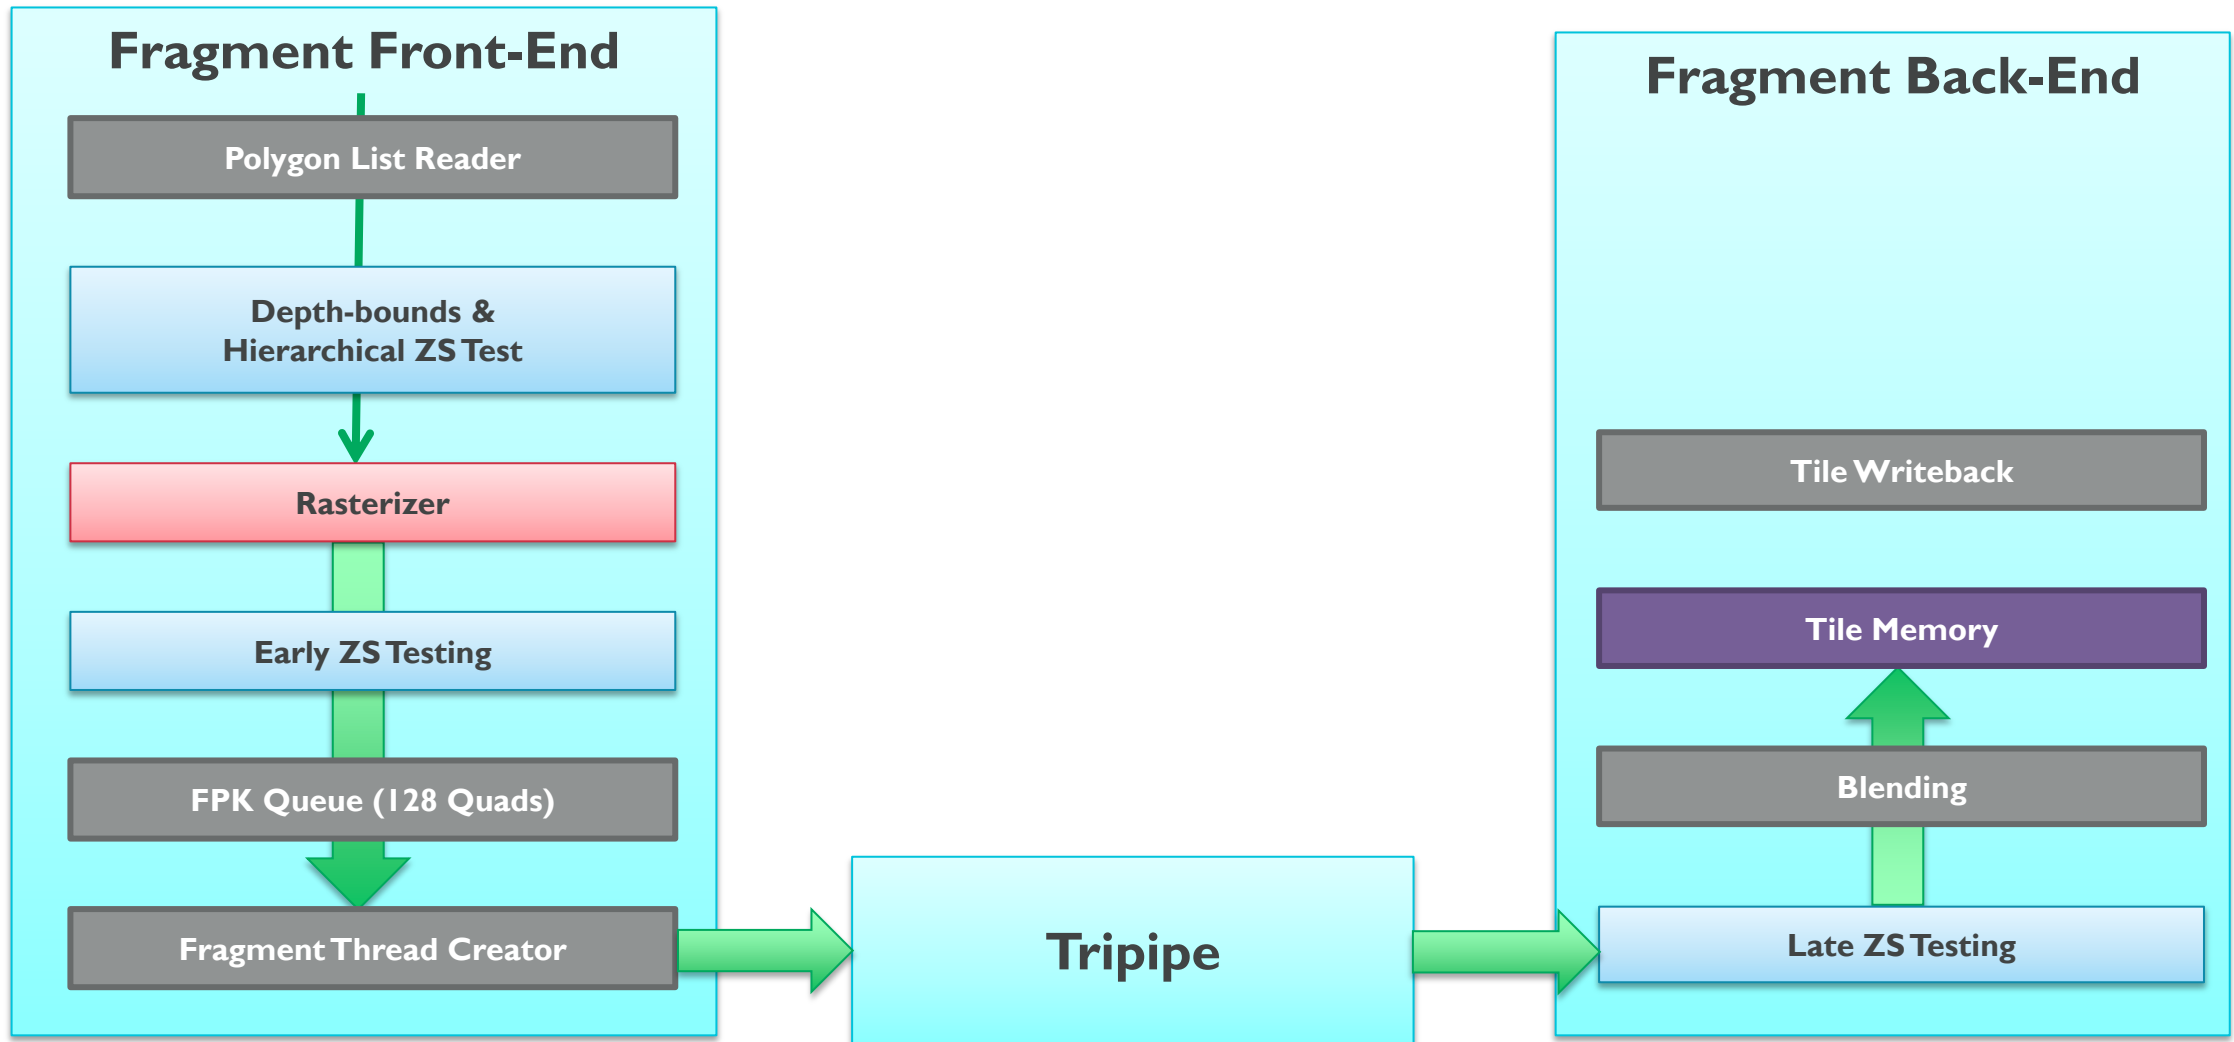 Fragment Front-End
Polygon List Reader
Depth-bounds &
Hierarchical ZS Test
Rasterizer
Early ZS Testing
FPK Queue (128 Quads)
Fragment Thread Creator
Tripipe
Fragment Back-End
Tile Writeback
Tile Memory
Blending
Late ZS Testing